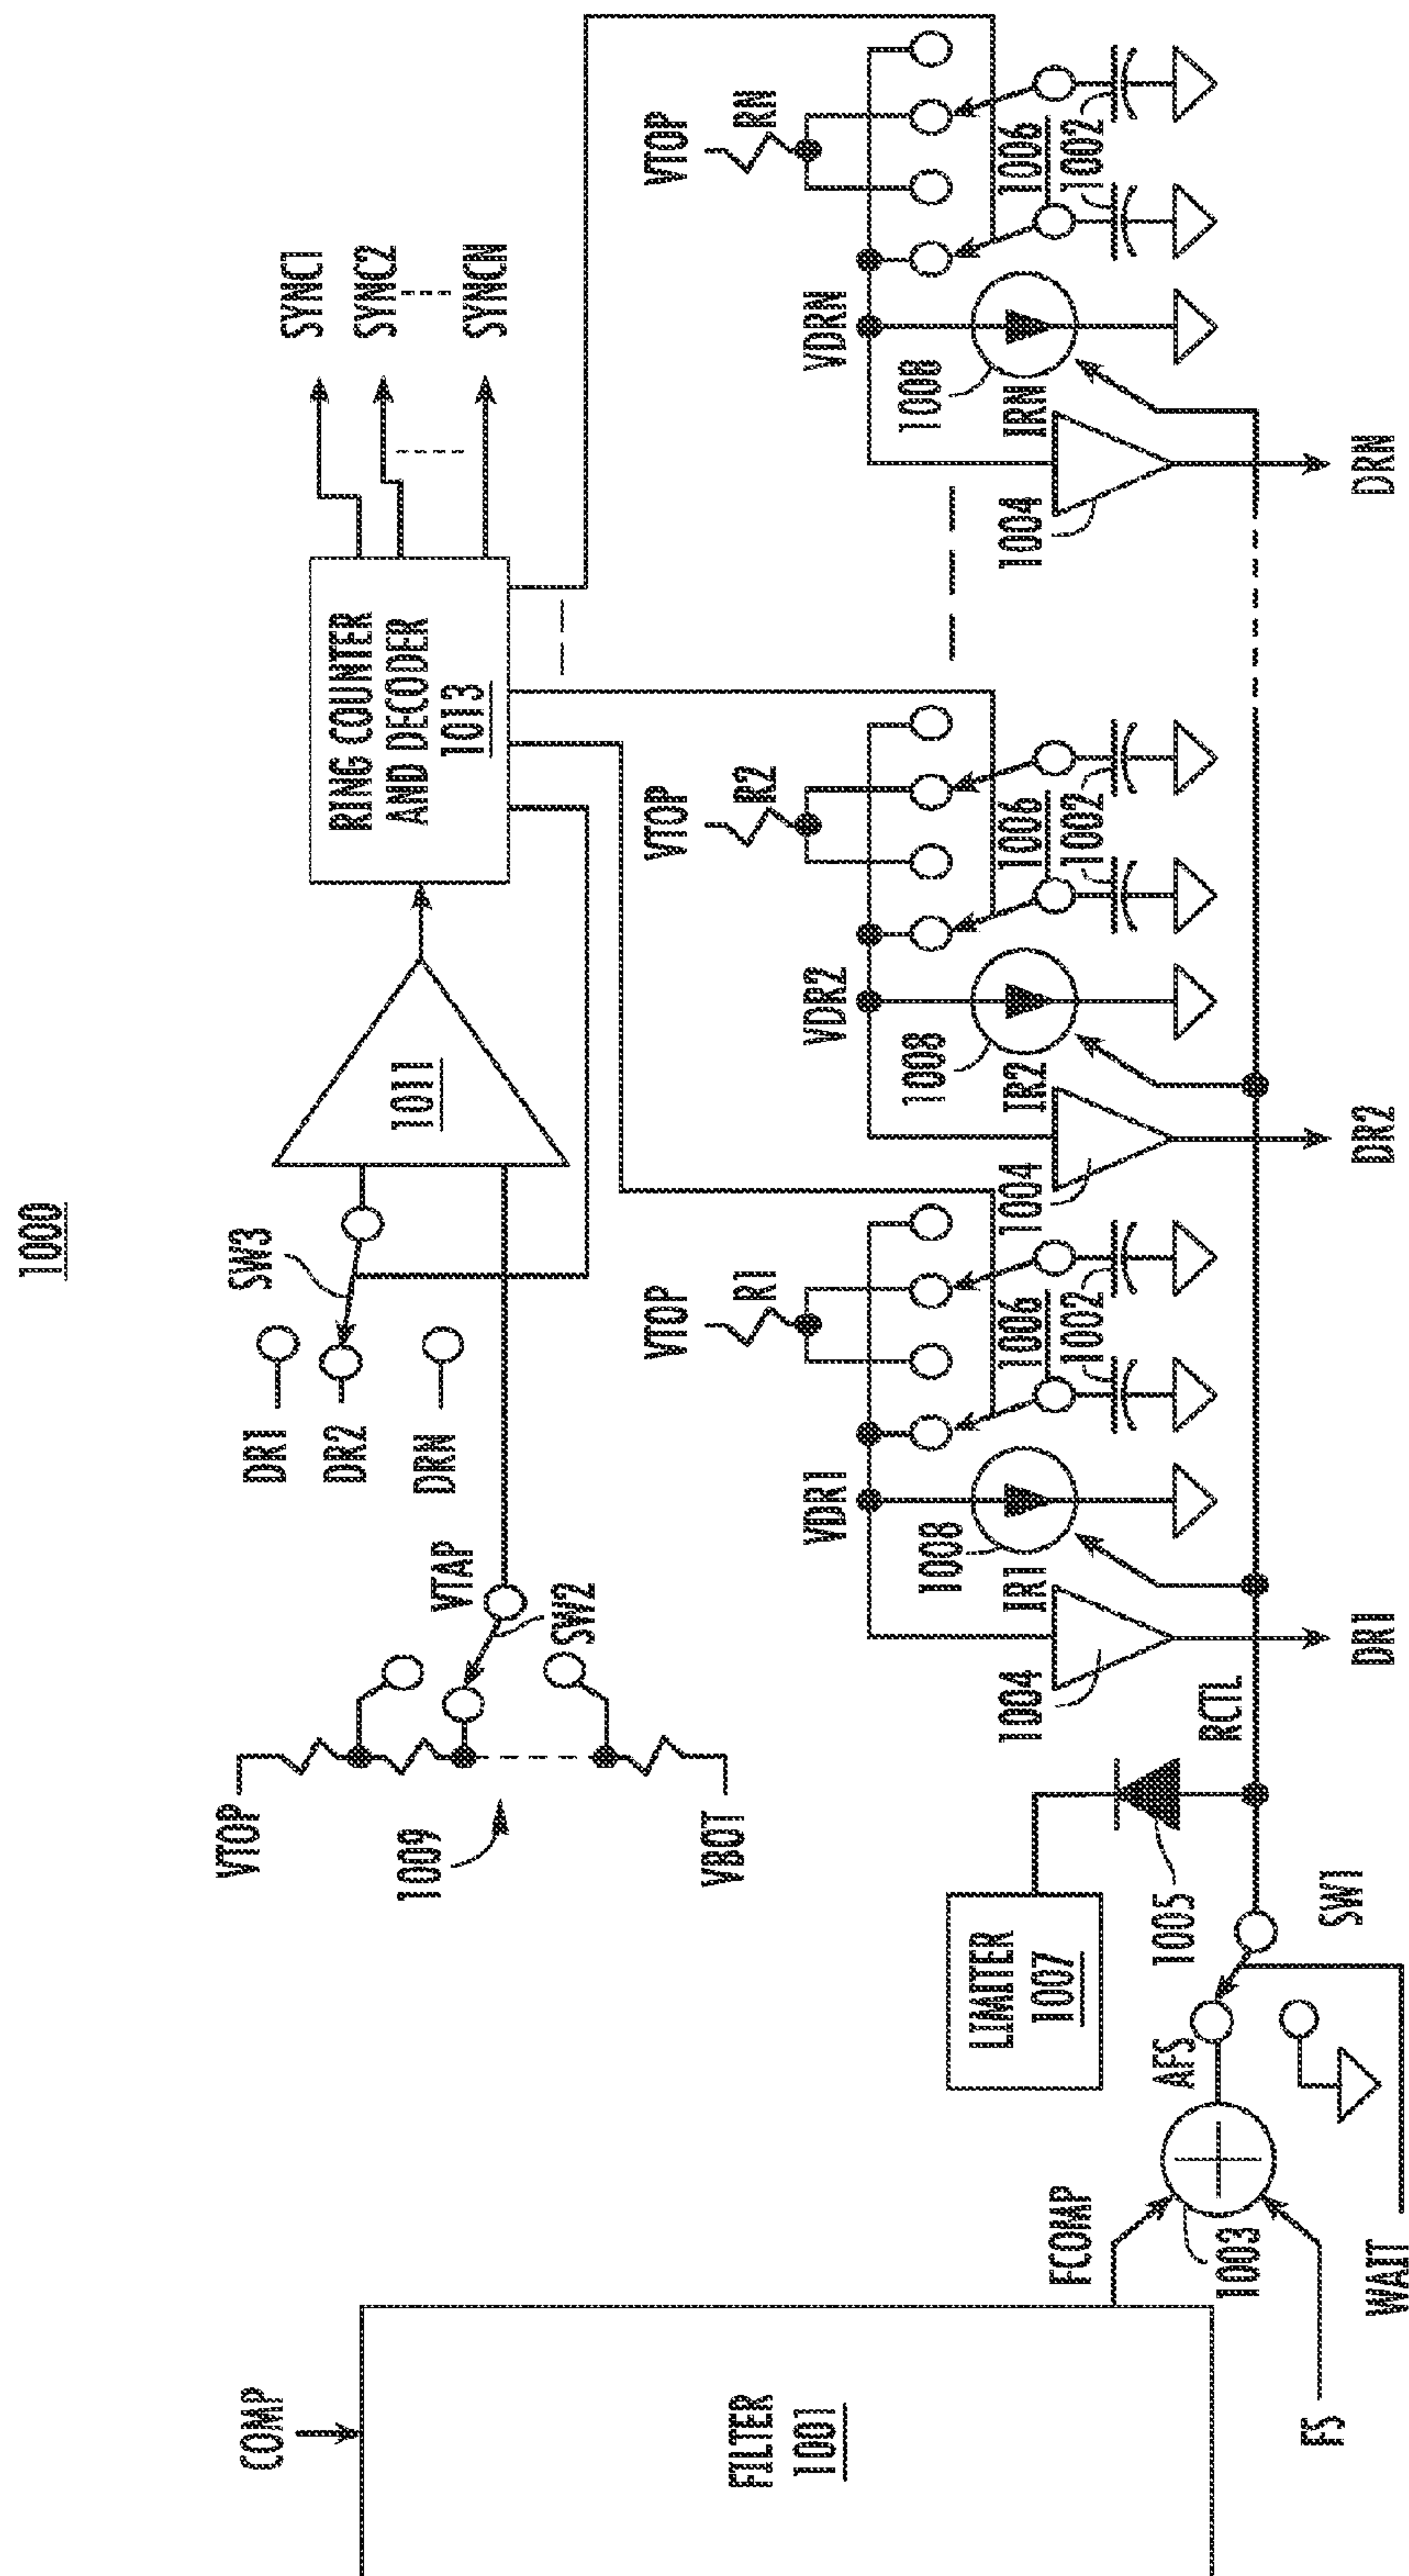 1000
COMP
FILTER
1001
FCOMP
1003
FS
WAIT
AFS
SW1
LIMITER
1007
1005
RCTL
VTOP
1009
VBOT
VTAP
SW2
DR1
DR2
DRN
SW3
1011
RING COUNTER
AND DECODER
1013
SYNC1
SYNC2
SYNCN
VTOP
R1
VDR1
1008
IR1
1004
1006
1002
DR1
VTOP
R2
VDR2
1008
IR2
1004
1006
1002
DR2
VTOP
RN
VDRN
1008
IRN
1004
1006
1002
DRN